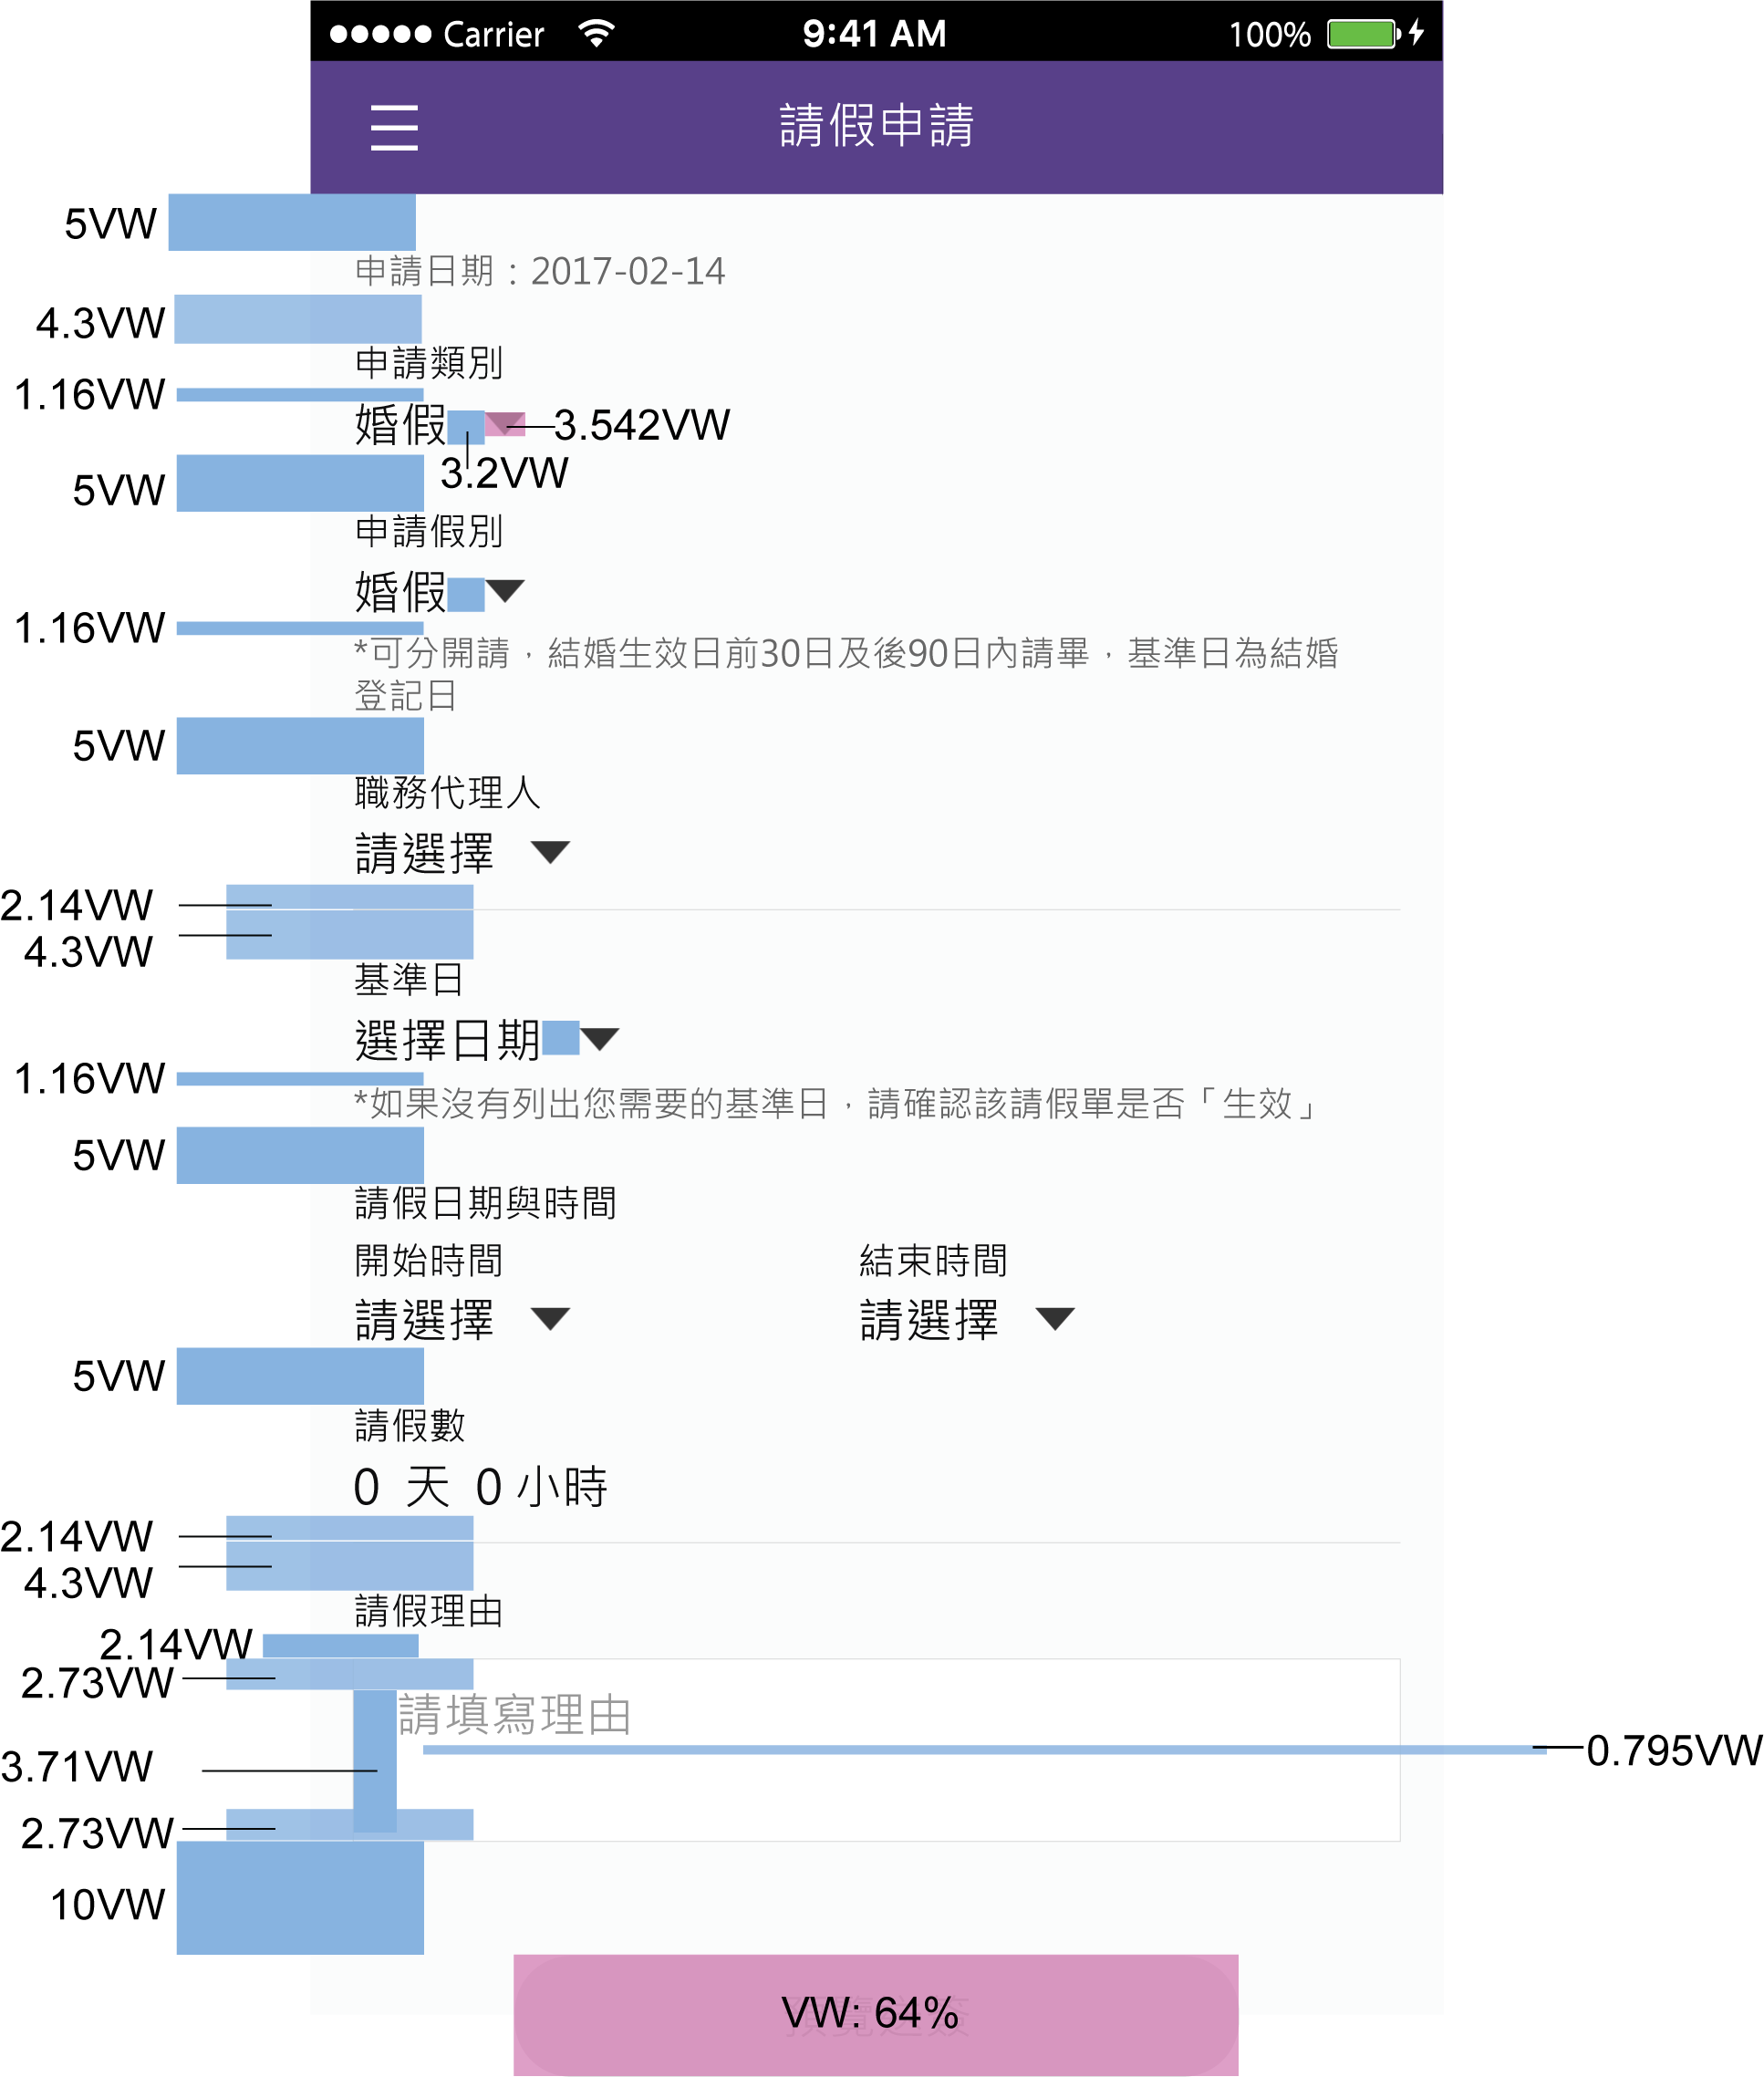 Carrier 9:41 AM 100%
請假申請
5VW
申請日期：2017-02-14
4.3VW
申請類別
1.16VW
婚假 3.542VW
3.2VW
5VW
申請假別
婚假
1.16VW
*可分開請，結婚生效日前30日及後90日內請畢，基準日為結婚
登記日
5VW
職務代理人
請選擇
2.14VW
4.3VW
基準日
選擇日期
1.16VW
*如果沒有列出您需要的基準日，請確認該請假單是否「生效」
5VW
請假日期與時間
開始時間 結束時間
請選擇 請選擇
5VW
請假數
0 天 0 小時
2.14VW
4.3VW
請假理由
2.14VW
2.73VW
請填寫理由
0.795VW
3.71VW
2.73VW
10VW
VW: 64%